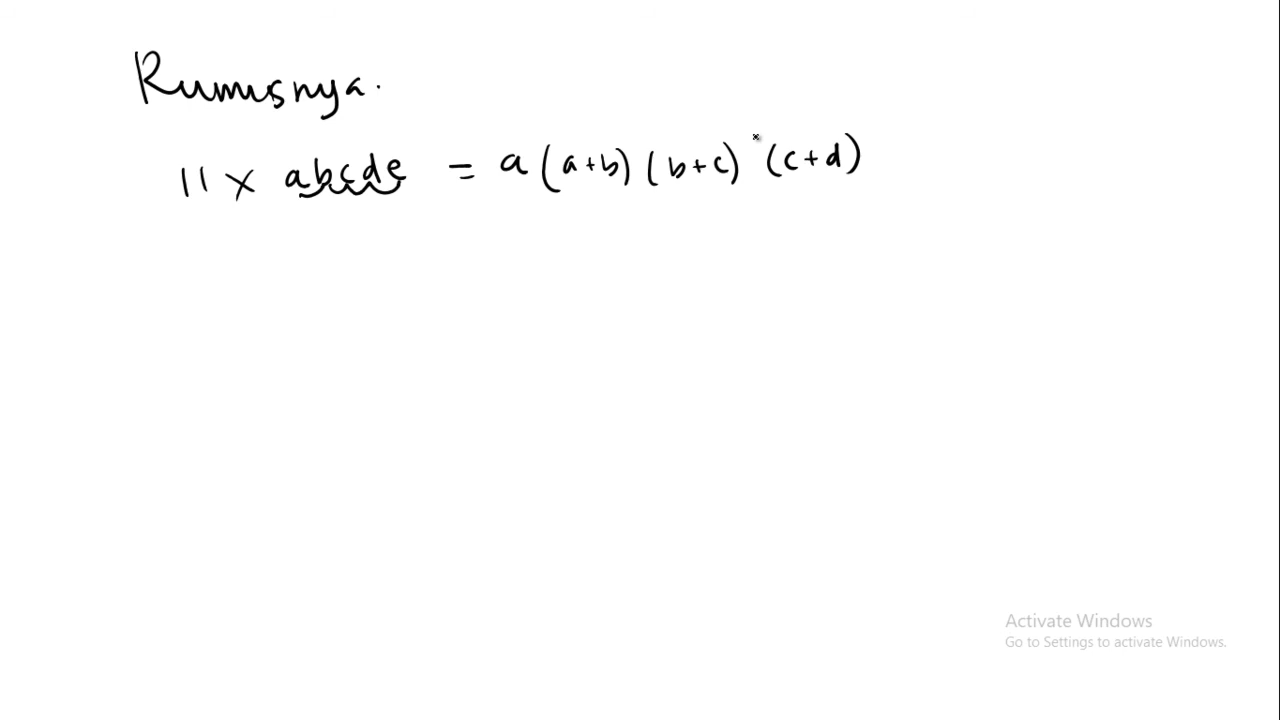 Rumusnya.
11 x abcde = a (a+b) (b+c) (c+d)
Activate Windows
Go to Settings to activate Windows.